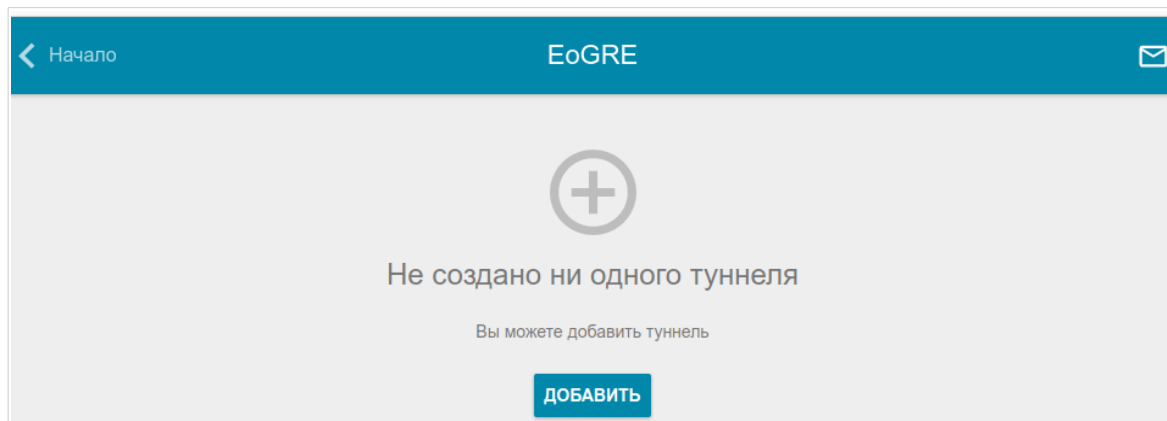 Начало
EoGRE
Не создано ни одного туннеля
Вы можете добавить туннель
ДОБАВИТЬ